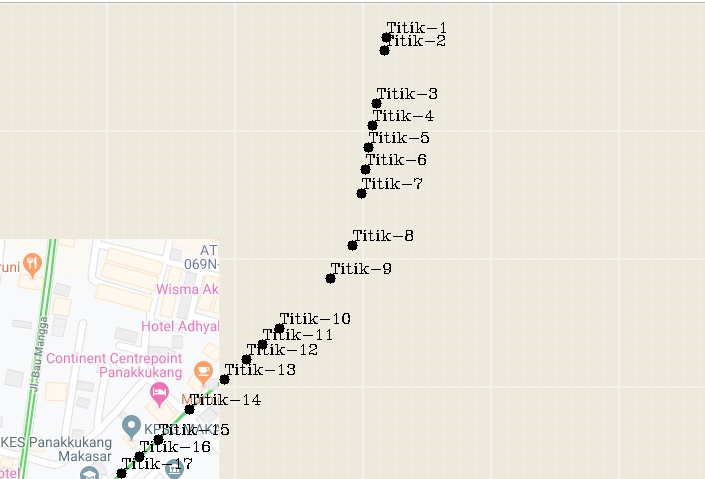 Titik-1
Titik-2
Titik-3
Titik-4
Titik-5
Titik-6
Titik-7
Titik-8
Titik-9
Titik-10
Titik-11
Titik-12
Titik-13
Titik-14
Titik-15
Titik-16
Titik-17
runi
AT
069N-
Wisma Ak
Hotel Adhya
Jl. Bau Mangga
Continent Centrepoint
Panakkukang
KES Panakkukang
Makasar
otel